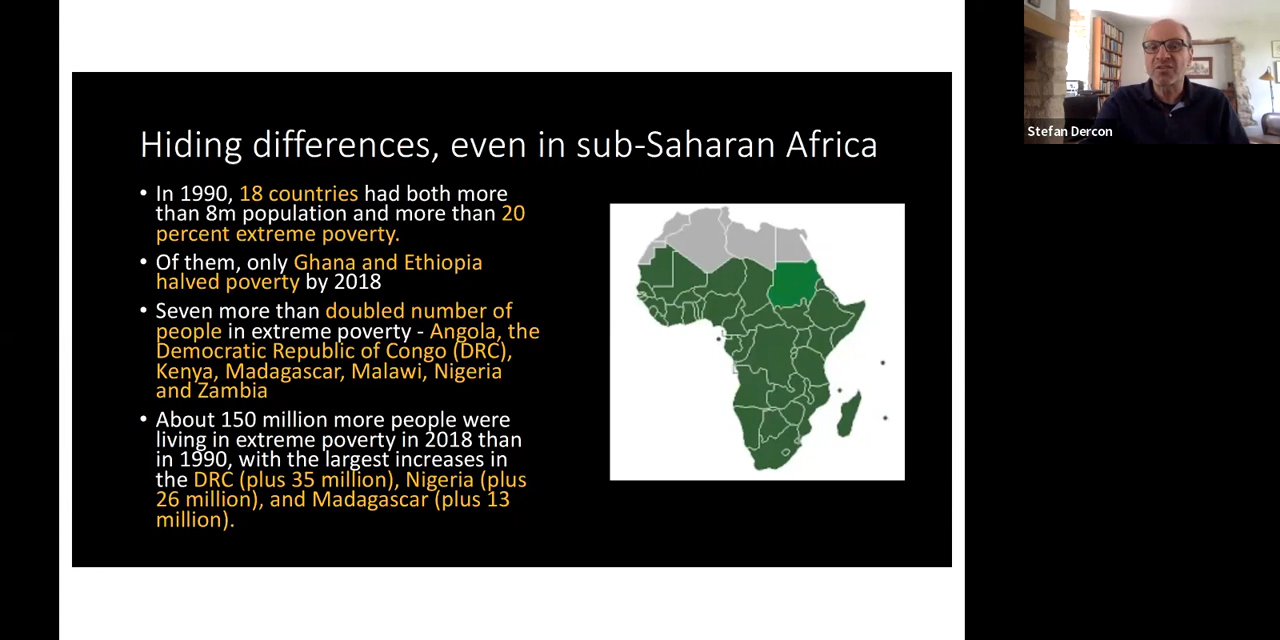 Hiding differences, even in sub-Saharan Africa
• In 1990, 18 countries had both more
than 8m population and more than 20
percent extreme poverty.
• Of them, only Ghana and Ethiopia
halved poverty by 2018
• Seven more than doubled number of
people in extreme poverty - Angola, the
Democratic Republic of Congo (DRC),
Kenya, Madagascar, Malawi, Nigeria
and Zambia
• About 150 million more people were
living in extreme poverty in 2018 than
in 1990, with the largest increases in
the DRC (plus 35 million), Nigeria (plus
26 million), and Madagascar (plus 13
million).
Stefan Dercon